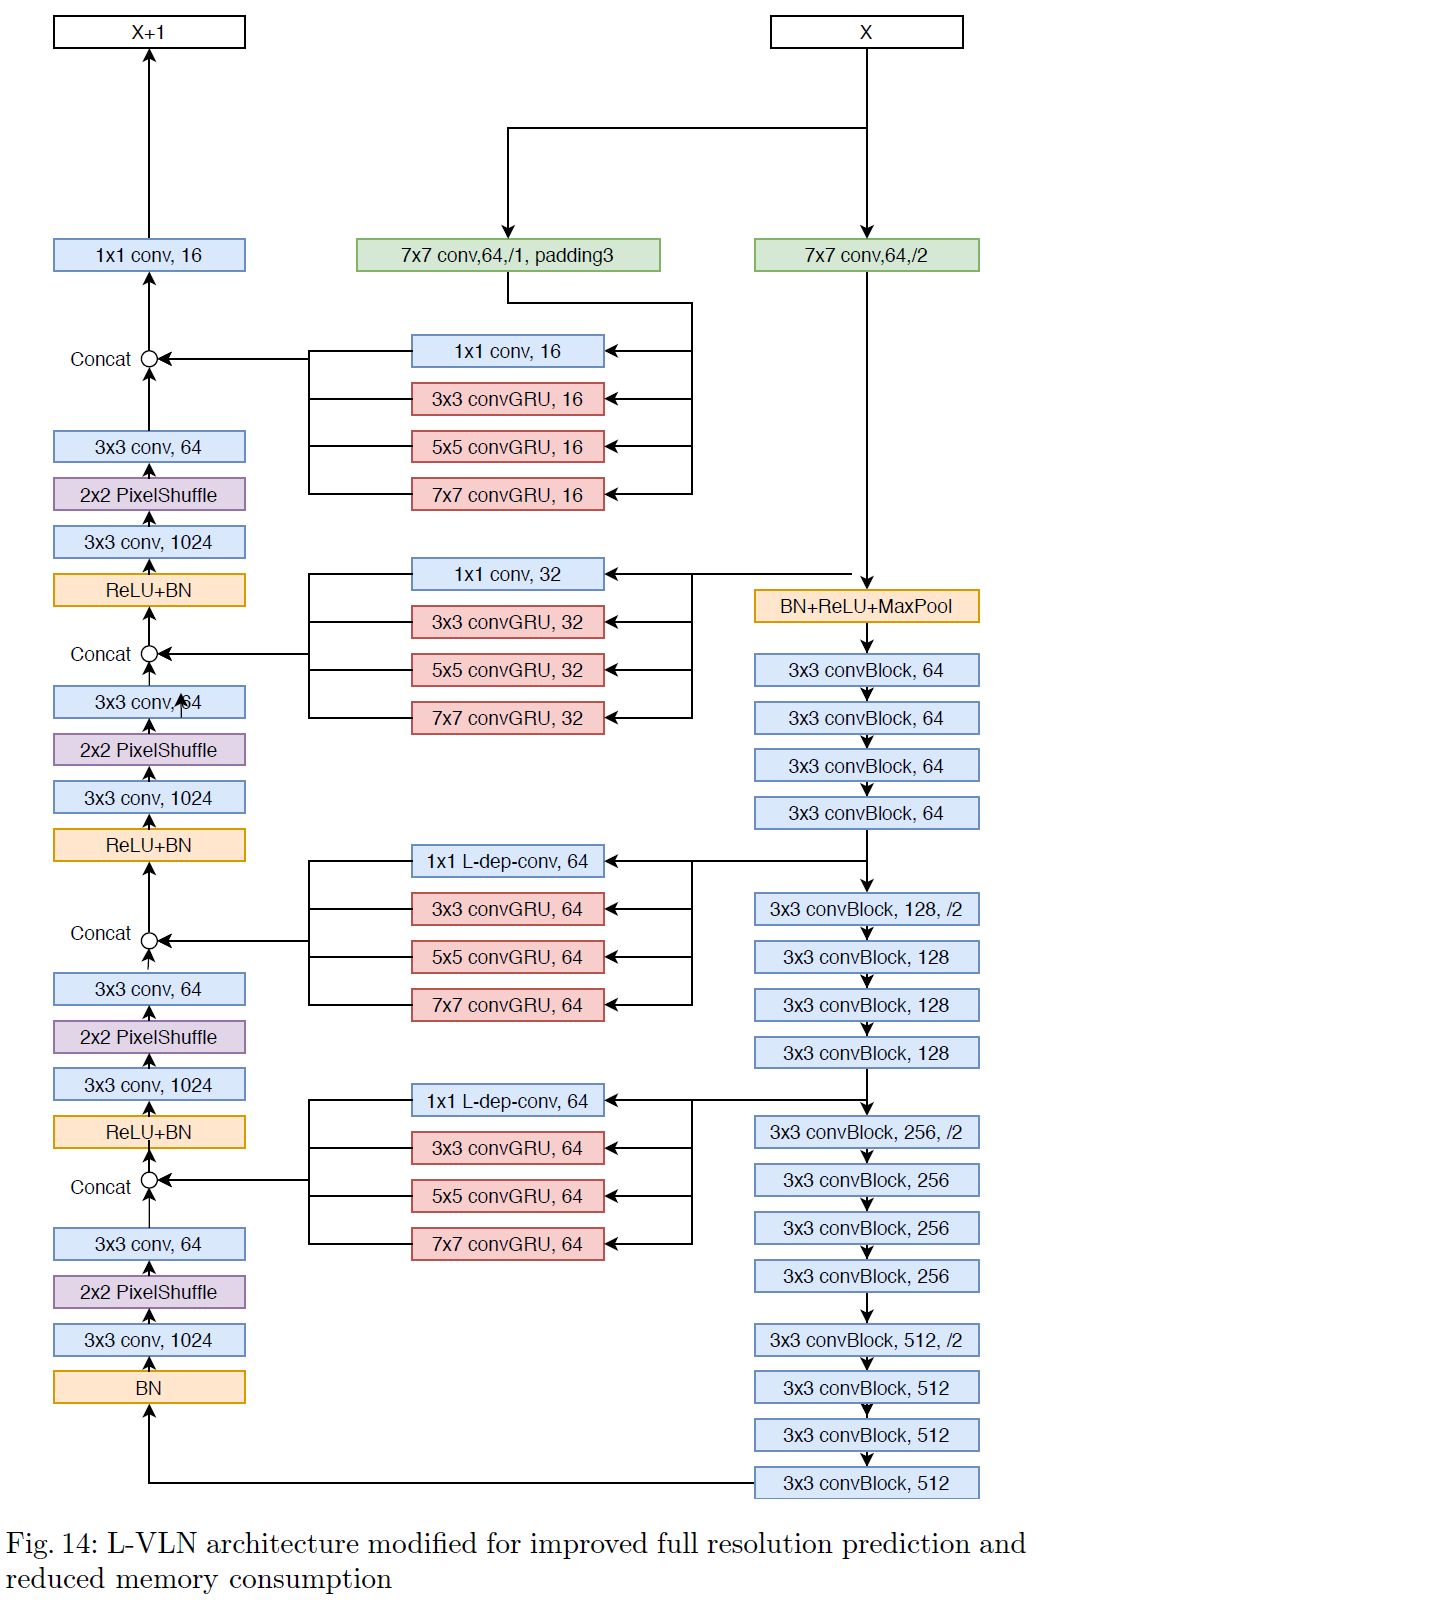 X+1
X
1x1 conv, 16
7x7 conv,64,/1, padding3
7x7 conv,64,/2
Concat
1x1 conv, 16
3x3 convGRU, 16
5x5 convGRU, 16
7x7 convGRU, 16
3x3 conv, 64
2x2 PixelShuffle
3x3 conv, 1024
ReLU+BN
Concat
3x3 conv, 64
2x2 PixelShuffle
3x3 conv, 1024
ReLU+BN
1x1 conv, 32
3x3 convGRU, 32
5x5 convGRU, 32
7x7 convGRU, 32
BN+ReLU+MaxPool
3x3 convBlock, 64
3x3 convBlock, 64
3x3 convBlock, 64
3x3 convBlock, 64
Concat
3x3 conv, 64
2x2 PixelShuffle
3x3 conv, 1024
ReLU+BN
1x1 L-dep-conv, 64
3x3 convGRU, 64
5x5 convGRU, 64
7x7 convGRU, 64
3x3 convBlock, 128, /2
3x3 convBlock, 128
3x3 convBlock, 128
3x3 convBlock, 128
Concat
3x3 conv, 64
2x2 PixelShuffle
3x3 conv, 1024
BN
1x1 L-dep-conv, 64
3x3 convGRU, 64
5x5 convGRU, 64
7x7 convGRU, 64
3x3 convBlock, 256, /2
3x3 convBlock, 256
3x3 convBlock, 256
3x3 convBlock, 256
3x3 convBlock, 512, /2
3x3 convBlock, 512
3x3 convBlock, 512
3x3 convBlock, 512
Fig. 14: L-VLN architecture modified for improved full resolution prediction and
reduced memory consumption